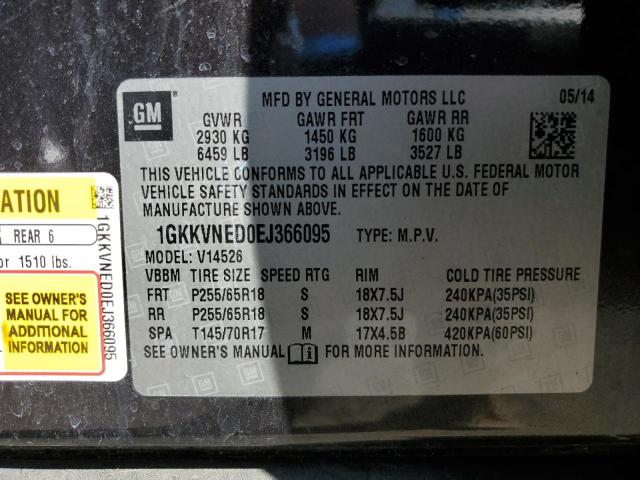 GM
MFD BY GENERAL MOTORS LLC 05/14
GVWR GAWR FRT GAWR RR
2930 KG 1450 KG 1600 KG
6459 LB 3196 LB 3527 LB
THIS VEHICLE CONFORMS TO ALL APPLICABLE U.S. FEDERAL MOTOR
VEHICLE SAFETY STANDARDS IN EFFECT ON THE DATE OF
MANUFACTURE SHOWN ABOVE.
1GKKVNED0EJ366095 TYPE: M.P.V.
MODEL: V14526
VBBM TIRE SIZE SPEED RTG RIM COLD TIRE PRESSURE
FRT P255/65R18 S 18X7.5J 240KPA(35PSI)
RR P255/65R18 S 18X7.5J 240KPA(35PSI)
SPA T145/70R17 M 17X4.5B 420KPA(60PSI)
SEE OWNER'S MANUAL FOR MORE INFORMATION.
ATION
REAR 6
or 1510 lbs.
SEE OWNER'S
MANUAL FOR
ADDITIONAL
INFORMATION
1GKKVNED0EJ366095